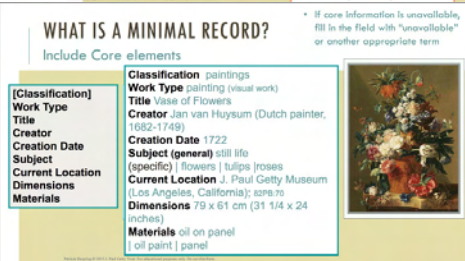 WHAT IS A MINIMAL RECORD?
Include Core elements
• If core information is unavailable,
fill in the field with "unavailable"
or another appropriate term
[Classification]
Work Type
Title
Creator
Creation Date
Subject
Current Location
Dimensions
Materials
Classification paintings
Work Type painting (visual work)
Title Vase of Flowers
Creator Jan van Huysum (Dutch painter,
1682-1749)
Creation Date 1722
Subject (general) still life
(specific) | flowers | tulips |roses
Current Location J. Paul Getty Museum
(Los Angeles, California); 82PB.70
Dimensions 79 x 61 cm (31 1/4 x 24
inches)
Materials oil on panel
| oil paint | panel